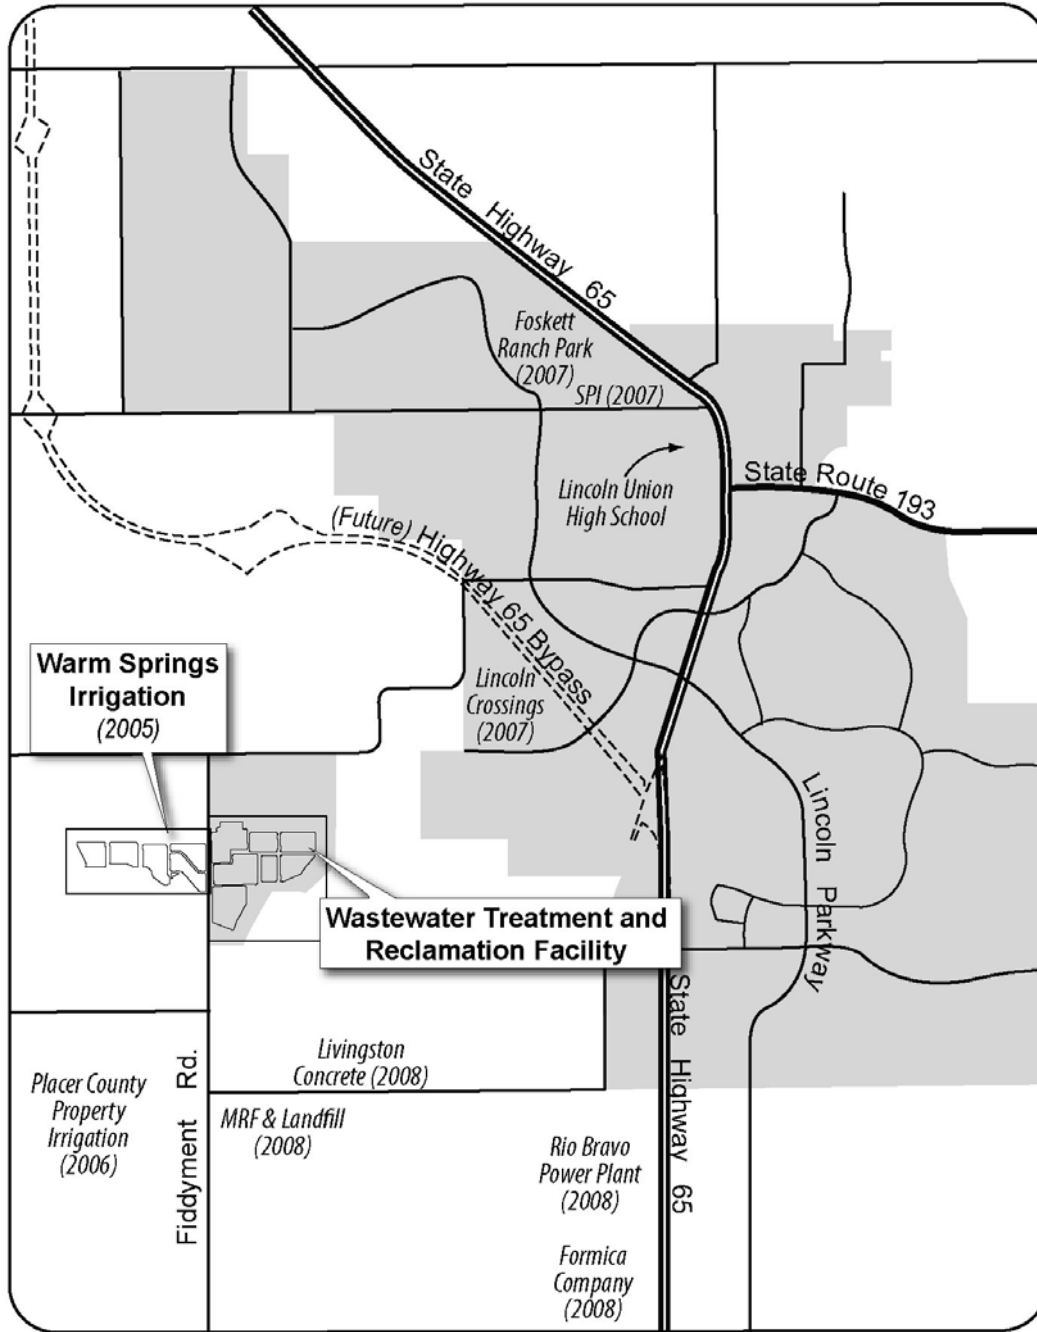 State Highway 65
Foskett
Ranch Park
(2007)
SPI (2007)
Lincoln Union
High School
State Route 193
(Future) Highway 65 Bypass
Warm Springs
Irrigation
(2005)
Lincoln
Crossings
(2007)
Lincoln Parkway
Wastewater Treatment and
Reclamation Facility
State Highway 65
Livingston
Concrete (2008)
Placer County
Property
Irrigation
(2006)
Fiddyment Rd.
MRF & Landfill
(2008)
Rio Bravo
Power Plant
(2008)
Formica
Company
(2008)